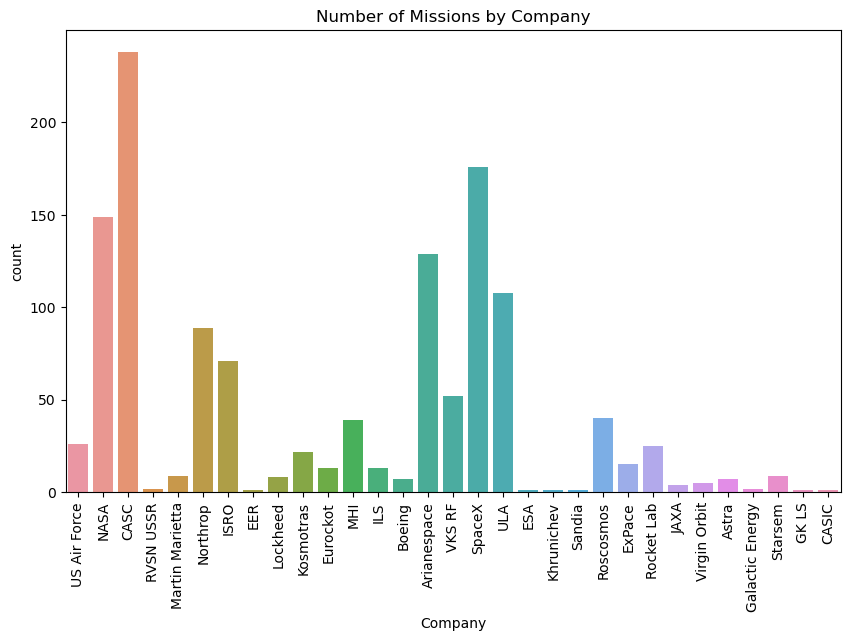 Number of Missions by Company
count
200
150
100
50
0
US Air Force
NASA
CASC
RVSN USSR
Martin Marietta
Northrop
ISRO
EER
Lockheed
Kosmotras
Eurockot
MHI
ILS
Boeing
Arianespace
VKS RF
SpaceX
ULA
ESA
Khrunichev
Sandia
Roscosmos
ExPace
Rocket Lab
JAXA
Virgin Orbit
Astra
Galactic Energy
Starsem
GK LS
CASIC
Company